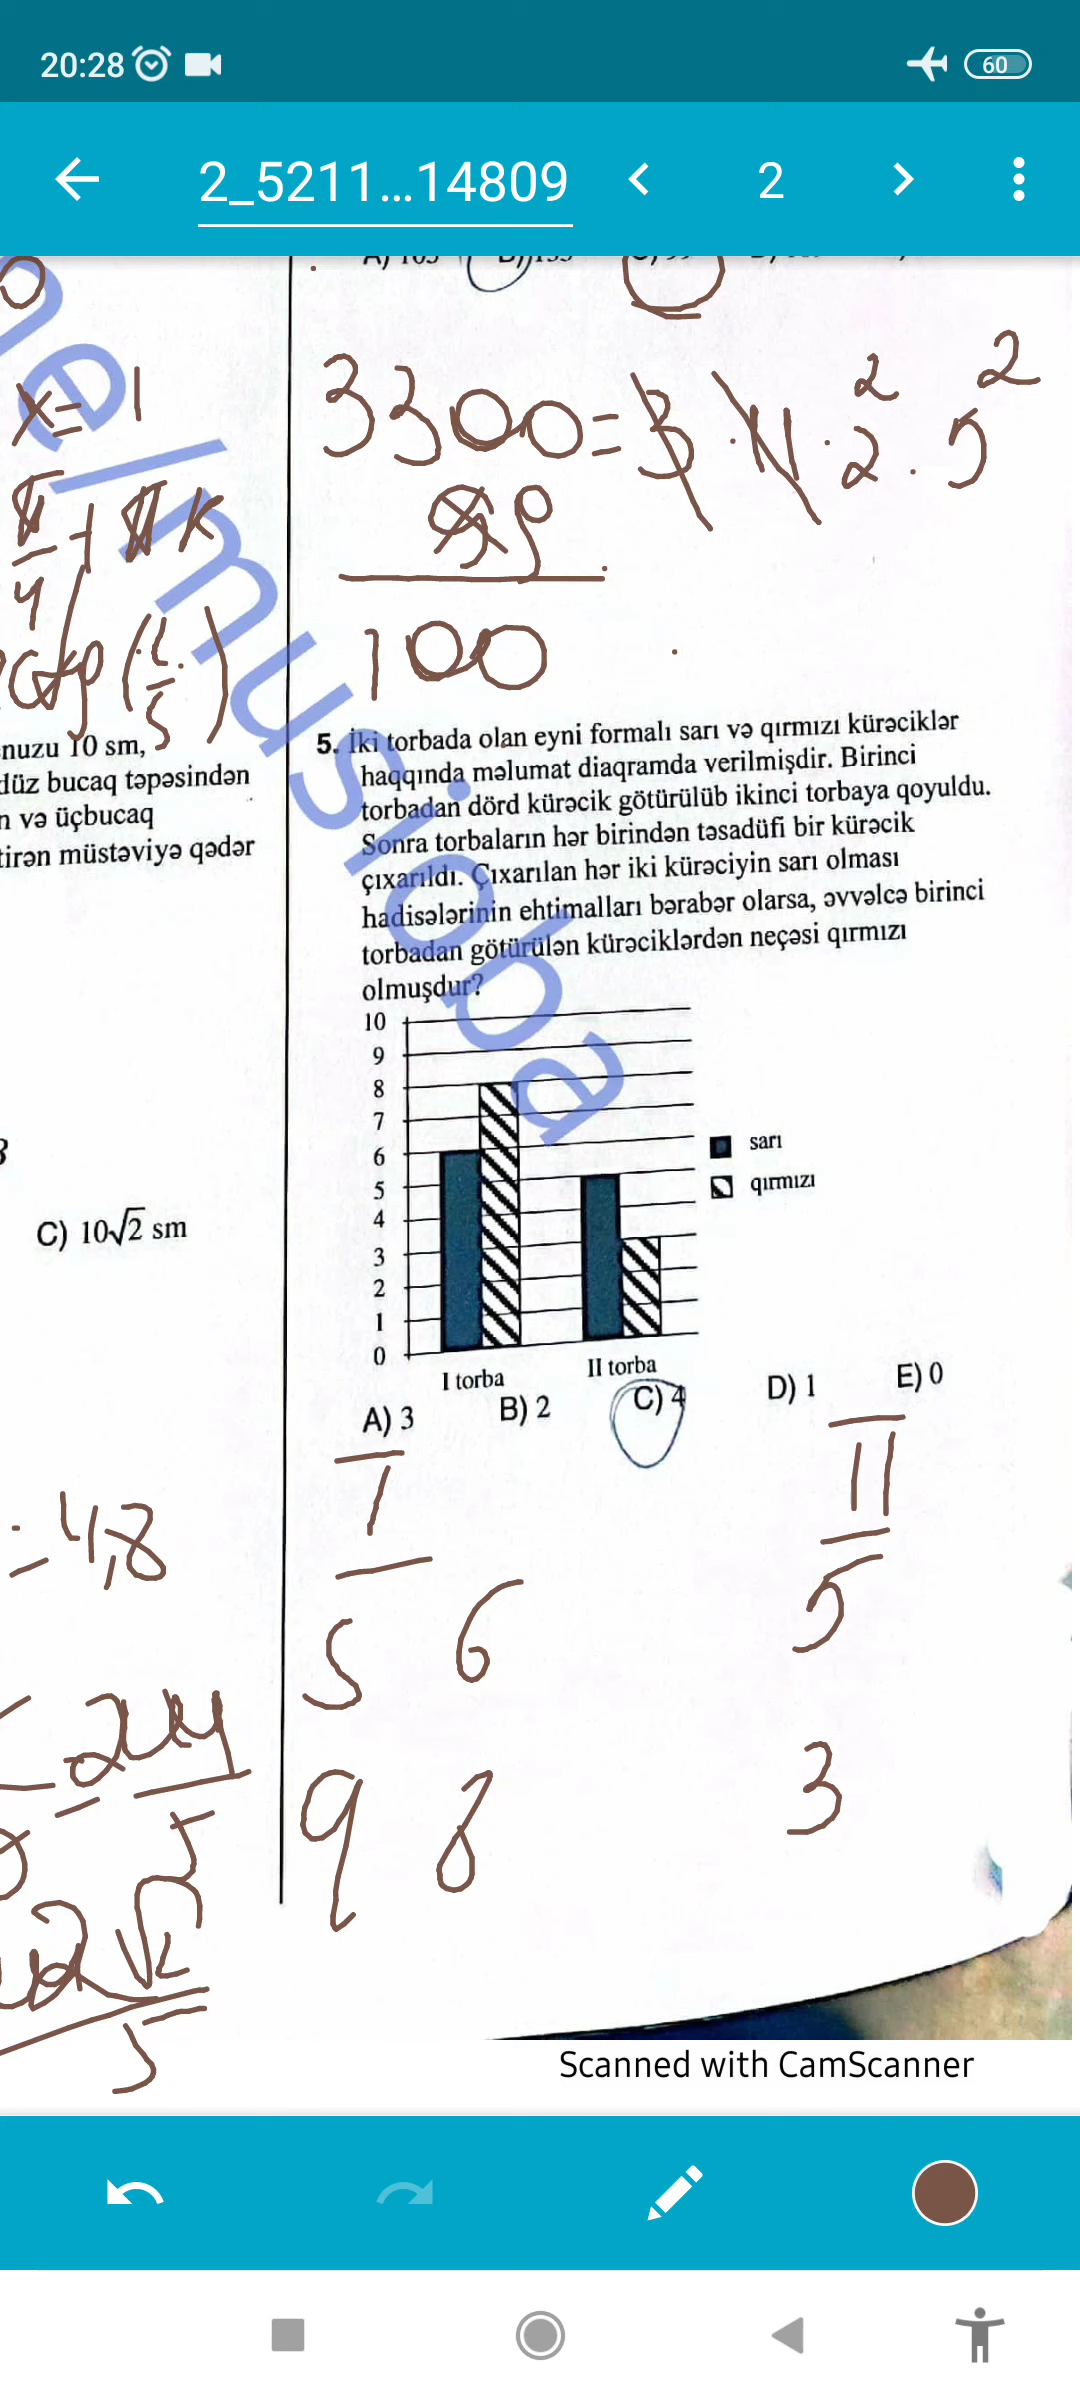 20:28
60
2_5211...14809
2
3300=3.11.2².5²
99
100
x=1
nuzu 10 sm,
düz bucaq təpəsindən
n və üçbucaq
tirən müstəviyə qədər
C) 10√2 sm
=4,8
5. İki torbada olan eyni formalı sarı və qırmızı kürəciklər
haqqında məlumat diaqramda verilmişdir. Birinci
torbadan dörd kürəcik götürülüb ikinci torbaya qoyuldu.
Sonra torbaların hər birindən təsadüfi bir kürəcik
çıxarıldı. Çıxarılan hər iki kürəciyin sarı olması
hadisələrinin ehtimalları bərabər olarsa, əvvəlcə birinci
torbadan götürülən kürəciklərdən neçəsi qırmızı
olmuşdur?
10
9
8
7
6
5
4
3
2
1
0
sarı
qırmızı
I torba
II torba
A) 3
B) 2
C) 4
D) 1
E) 0
I
II
S 6
5
q 8
3
e/musioba
Scanned with CamScanner